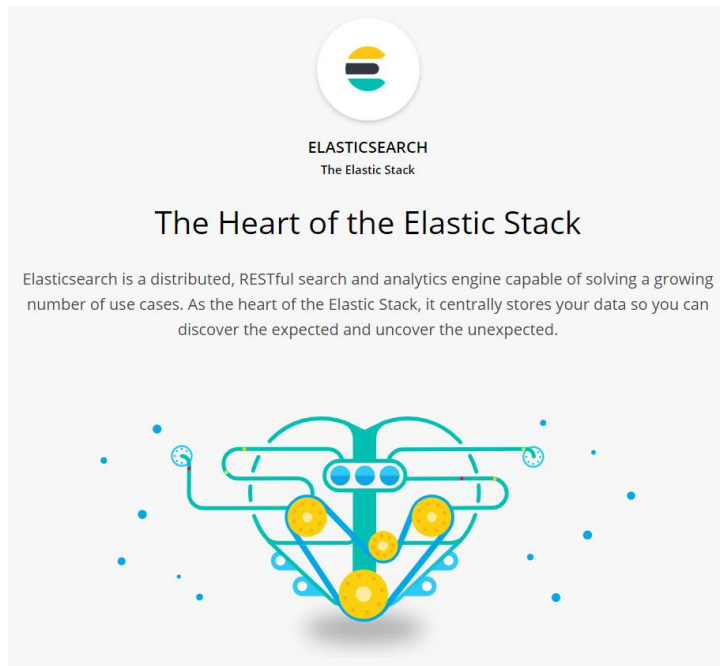 ELASTICSEARCH
The Elastic Stack
The Heart of the Elastic Stack
Elasticsearch is a distributed, RESTful search and analytics engine capable of solving a growing
number of use cases. As the heart of the Elastic Stack, it centrally stores your data so you can
discover the expected and uncover the unexpected.